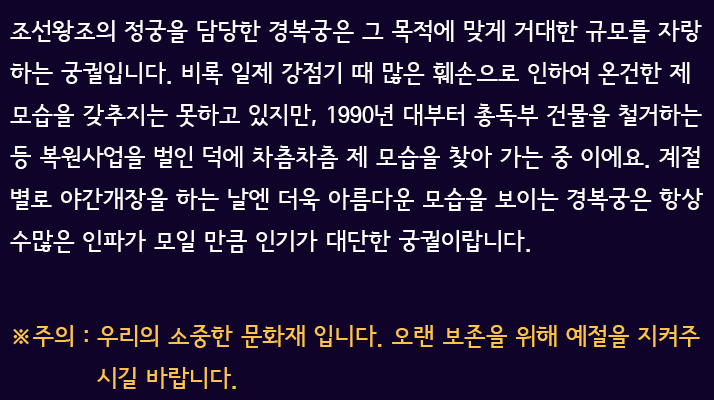 조선왕조의 정궁을 담당한 경복궁은 그 목적에 맞게 거대한 규모를 자랑
하는 궁궐입니다. 비록 일제 강점기 때 많은 훼손으로 인하여 온건한 제
모습을 갖추지는 못하고 있지만, 1990년 대부터 총독부 건물을 철거하는
등 복원사업을 벌인 덕에 차츰차츰 제 모습을 찾아 가는 중 이에요. 계절
별로 야간개장을 하는 날엔 더욱 아름다운 모습을 보이는 경복궁은 항상
수많은 인파가 모일 만큼 인기가 대단한 궁궐이랍니다.
※주의 : 우리의 소중한 문화재 입니다. 오랜 보존을 위해 예절을 지켜주
시길 바랍니다.